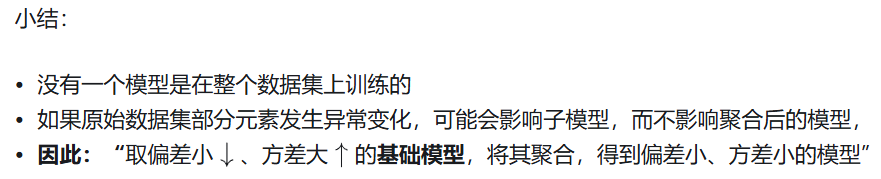 小结：
• 没有一个模型是在整个数据集上训练的
• 如果原始数据集部分元素发生异常变化，可能会影响子模型，而不影响聚合后的模型，
• 因此：“取偏差小↓、方差大↑的基础模型，将其聚合，得到偏差小、方差小的模型”